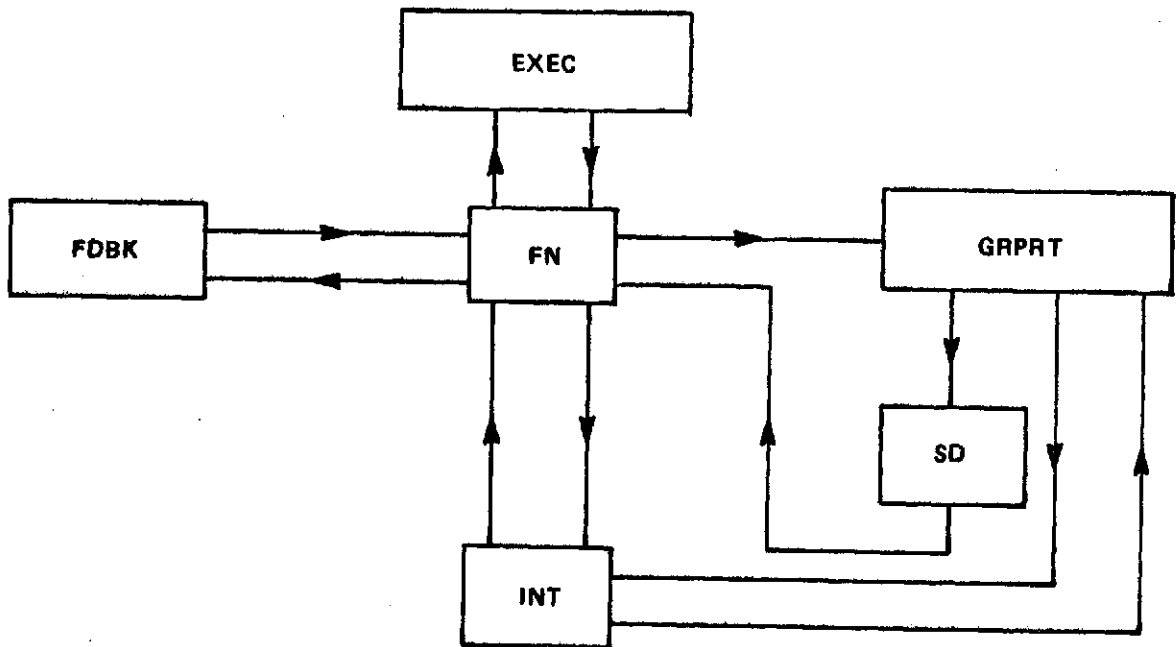 EXEC
FDBK
FN
GRPRT
SD
INT